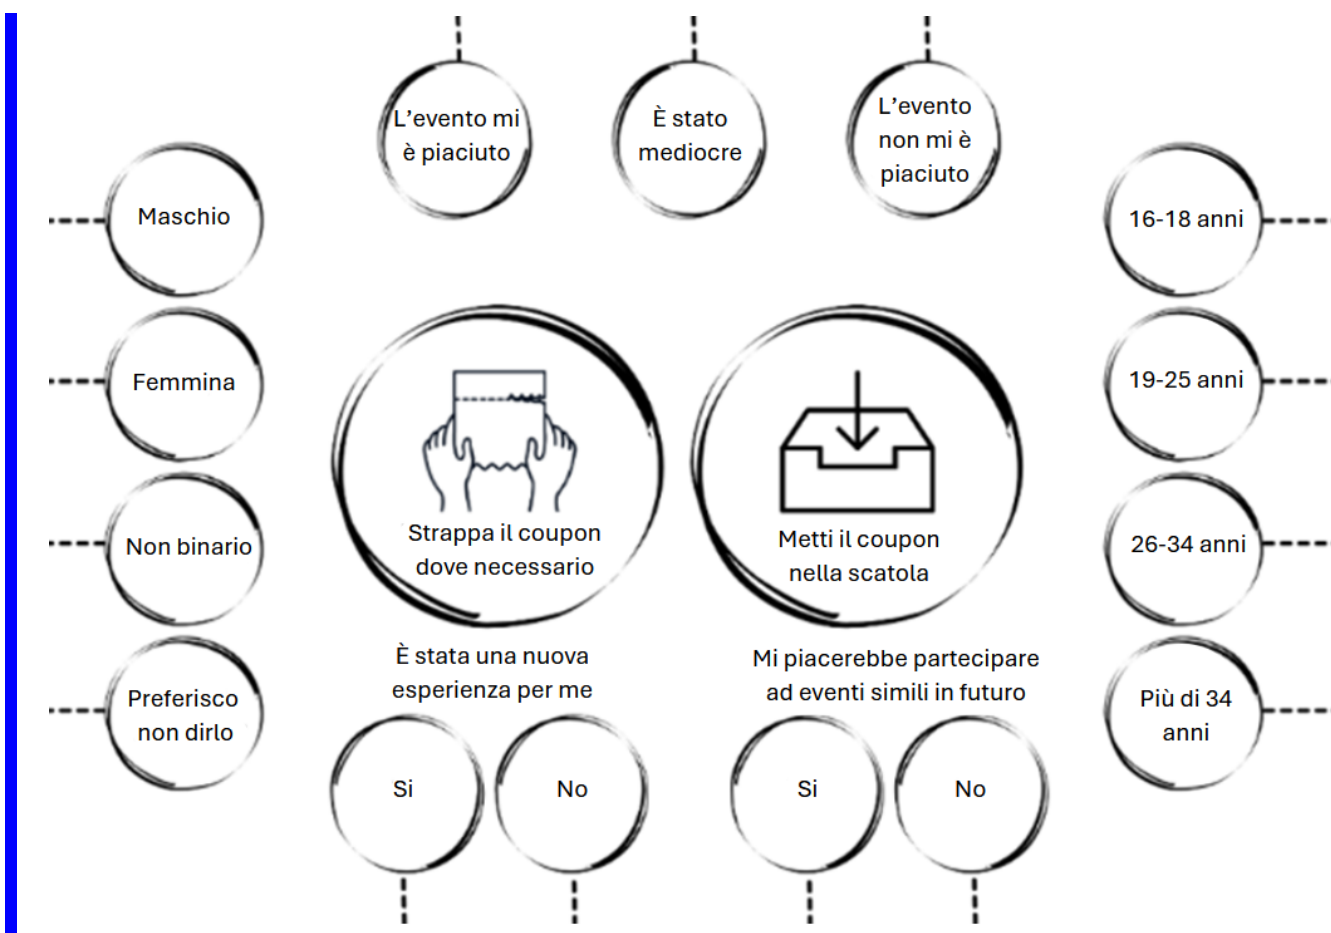 L’evento mi
è piaciuto
È stato
mediocre
L’evento
non mi è
piaciuto
Maschio
Femmina
Non binario
Preferisco
non dirlo
Strappa il coupon
dove necessario
Metti il coupon
nella scatola
16-18 anni
19-25 anni
26-34 anni
Più di 34
anni
È stata una nuova
esperienza per me
Si
No
Mi piacerebbe partecipare
ad eventi simili in futuro
Si
No